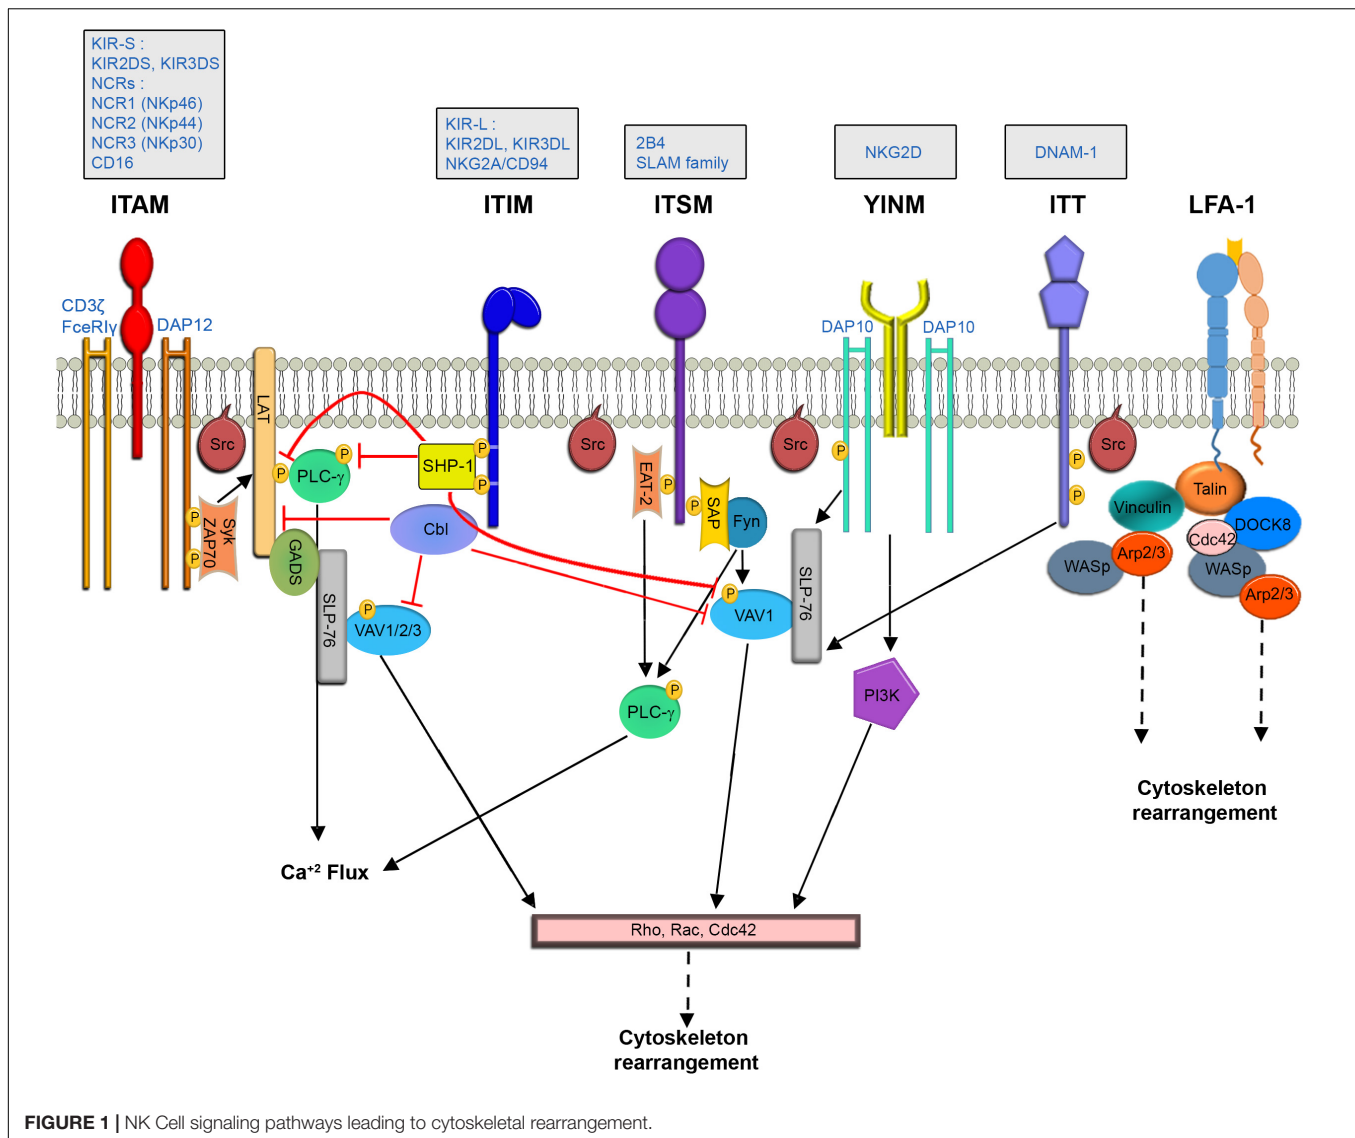 KIR-S :
KIR2DS, KIR3DS
NCRs :
NCR1 (NKp46)
NCR2 (NKp44)
NCR3 (NKp30)
CD16
KIR-L :
KIR2DL, KIR3DL
NKG2A/CD94
2B4
SLAM family
NKG2D
DNAM-1
ITAM
ITIM
ITSM
YINM
ITT
LFA-1
CD3ζ
FceRIγ
DAP12
DAP10
DAP10
LAT
Src
Src
Src
Src
P
PLC-γ
P
SHP-1
P
P
EAT-2
P
SAP
P
Fyn
P
P
P
Talin
Vinculin
DOCK8
Cdc42
WASp
Arp2/3
WASp
Arp2/3
P
P
Syk
ZAP70
Cbl
GADS
SLP-76
P
VAV1/2/3
P
VAV1
SLP-76
P
PLC-γ
PI3K
Cytoskeleton
rearrangement
Ca+2 Flux
Rho, Rac, Cdc42
Cytoskeleton
rearrangement
FIGURE 1 | NK Cell signaling pathways leading to cytoskeletal rearrangement.